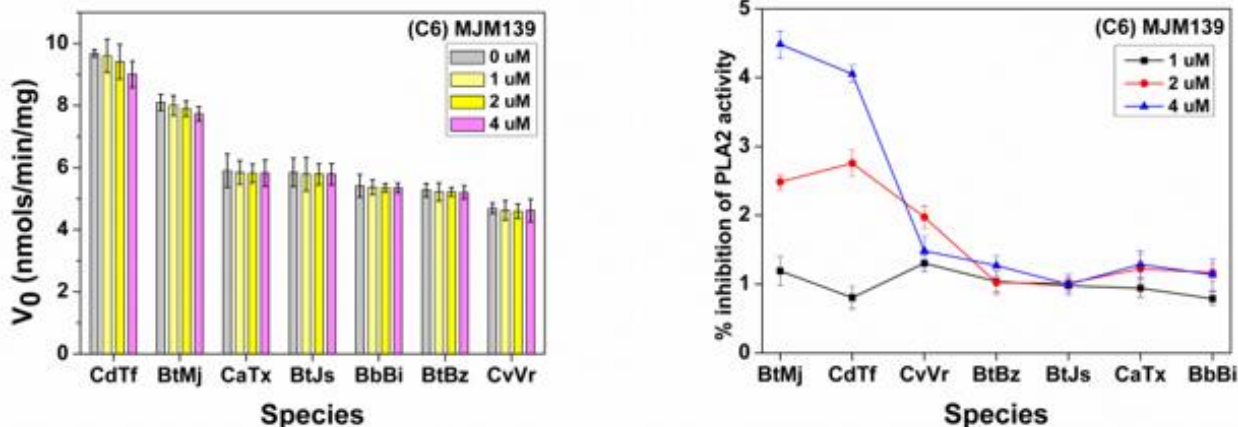 (C6) MJM139
0 uM
1 uM
2 uM
4 uM
V0 (nmols/min/mg)
10
8
6
4
2
0
CdTf BtMj CaTx BtJs BbBi BtBz CvVr
Species
(C6) MJM139
1 uM
2 uM
4 uM
% inhibition of PLA2 activity
5
4
3
2
1
0
BtMj CdTf CvVr BtBz BtJs CaTx BbBi
Species